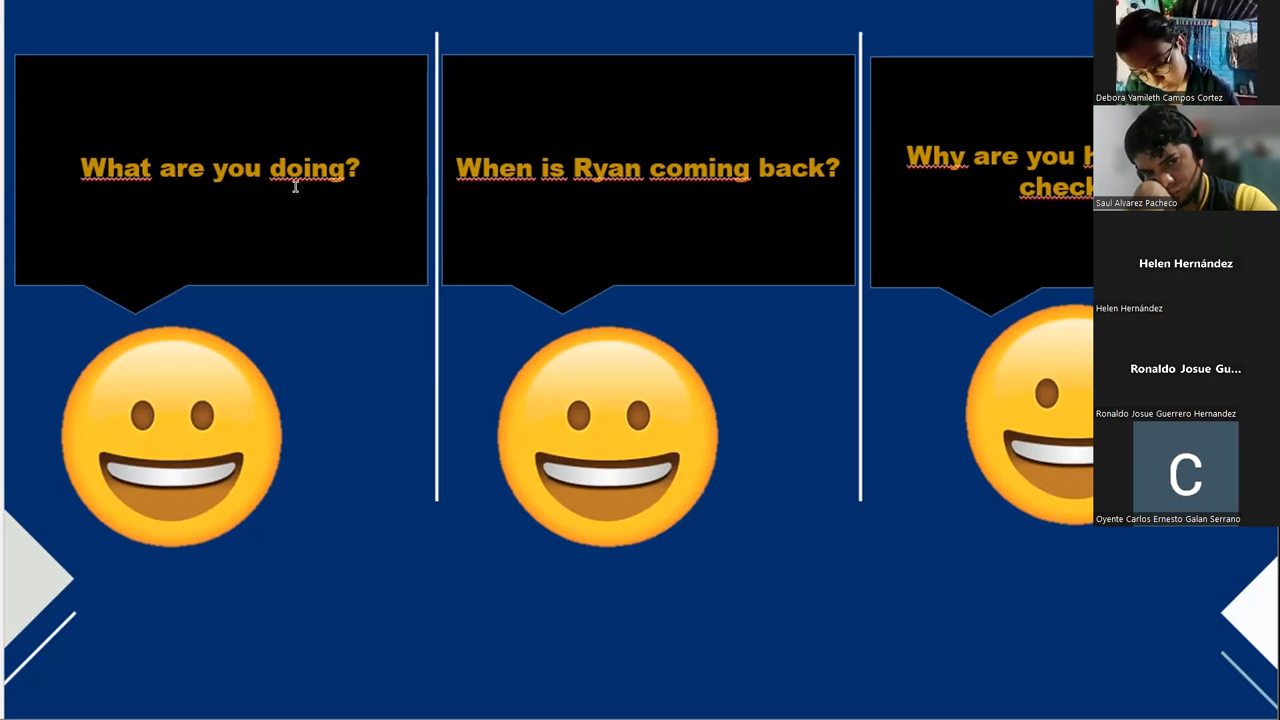 What are you doing?
When is Ryan coming back?
Why are you
check
Debora Yamileth Campos Cortez
Saul Alvarez Pacheco
Helen Hernández
Helen Hernández
Ronaldo Josue Gu...
Ronaldo Josue Guerrero Hernandez
C
Oyente Carlos Ernesto Galan Serrano